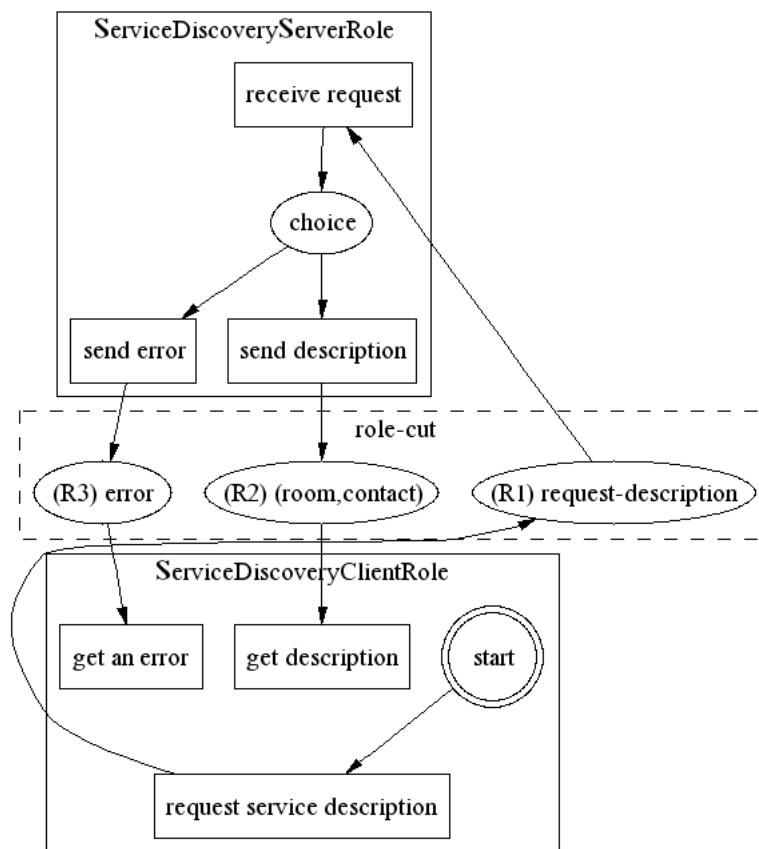 ServiceDiscoveryServerRole
receive request
choice
send error
send description
role-cut
(R3) error
(R2) (room,contact)
(R1) request-description
ServiceDiscoveryClientRole
get an error
get description
start
request service description